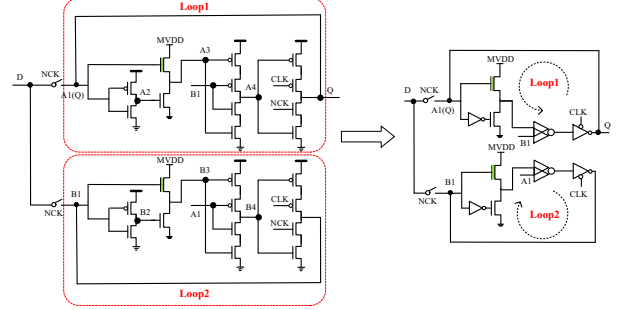 Loop1
MVDD
A3
D
NCK
A2
CLK
B1
A4
Q
A1(Q)
NCK
MVDD
B1
B3
NCK
B2
A1
B4
CLK
NCK
Loop2
MVDD
Loop1
D
NCK
CLK
Q
A1(Q)
B1
MVDD
B1
A1
NCK
CLK
Loop2